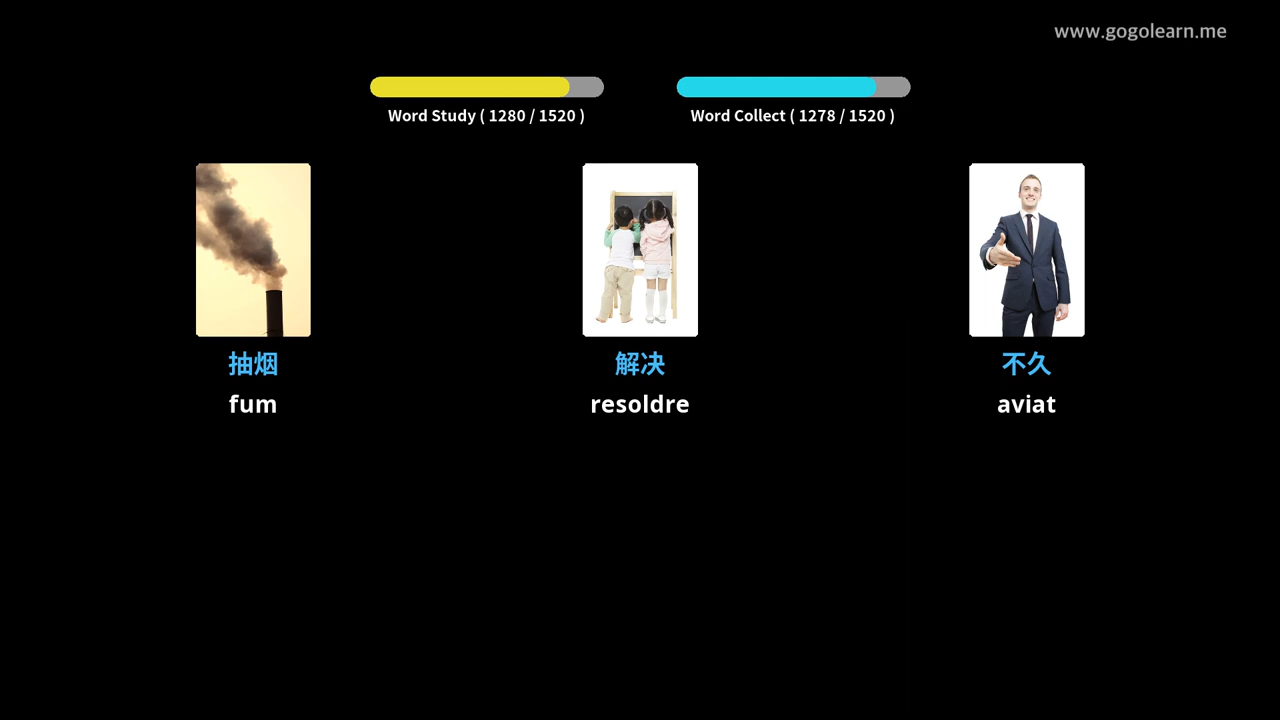 www.gogolearn.me
Word Study ( 1280 / 1520 )
Word Collect ( 1278 / 1520 )
抽烟
解决
不久
fum
resoldre
aviat